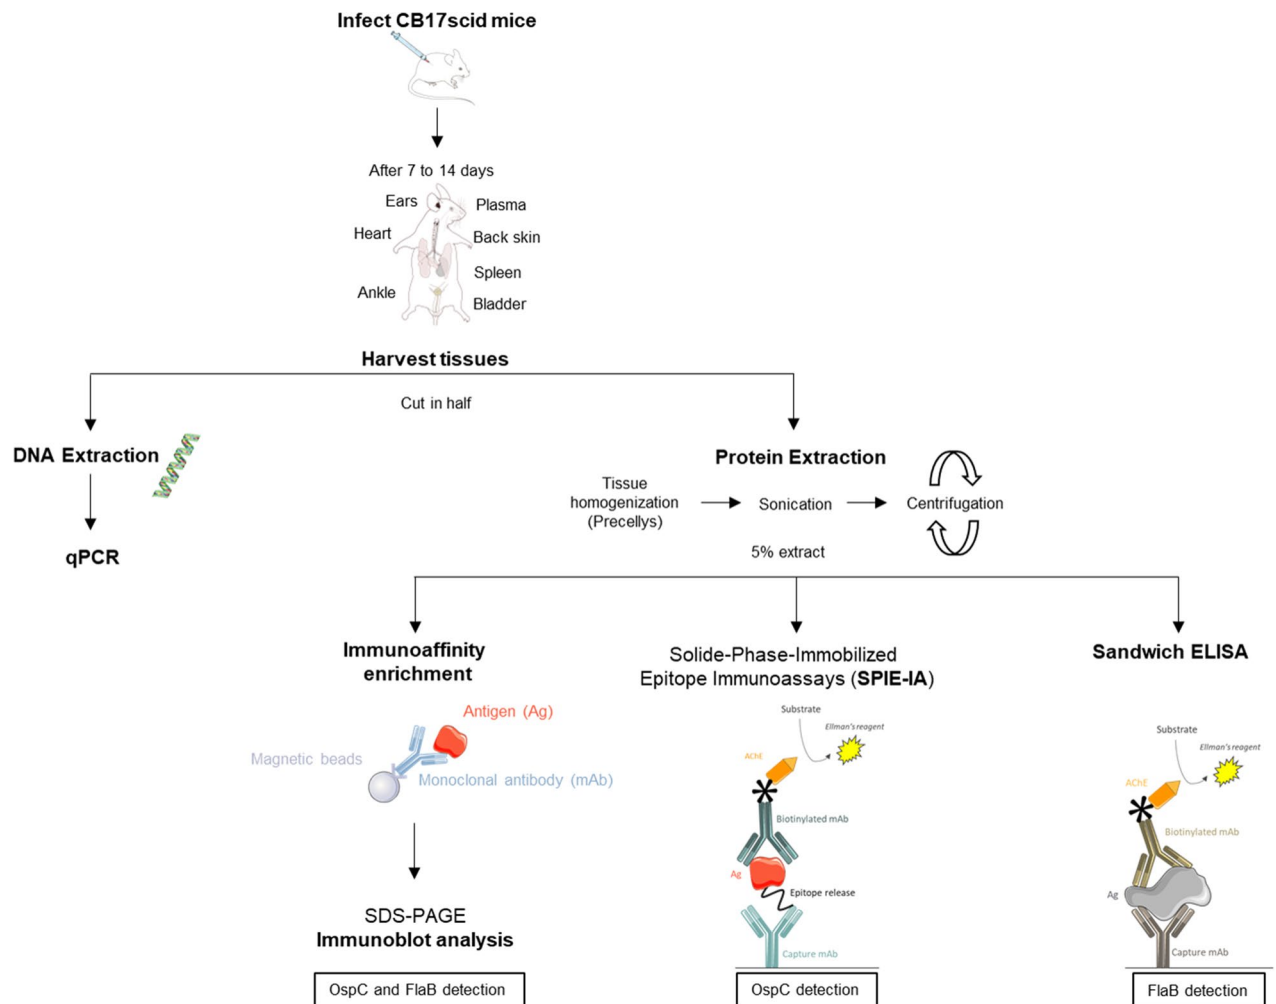 Infect CB17scid mice
After 7 to 14 days
Ears
Plasma
Heart
Back skin
Spleen
Ankle
Bladder
Harvest tissues
Cut in half
DNA Extraction
qPCR
Protein Extraction
Tissue
homogenization
(Precellys)
Sonication
Centrifugation
5% extract
Immunoaffinity
enrichment
Antigen (Ag)
Magnetic beads
Monoclonal antibody (mAb)
SDS-PAGE
Immunoblot analysis
OspC and FlaB detection
Solide-Phase-Immobilized
Epitope Immunoassays (SPIE-IA)
Substrate
Ellman's reagent
AChE
Biotinylated mAb
Ag
Epitope release
Capture mAb
OspC detection
Sandwich ELISA
Substrate
Ellman's reagent
AChE
Biotinylated mAb
Ag
Capture mAb
FlaB detection